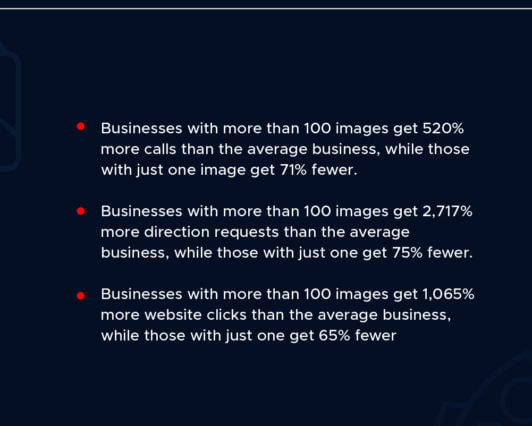 Businesses with more than 100 images get 520%
more calls than the average business, while those
with just one image get 71% fewer.
Businesses with more than 100 images get 2,717%
more direction requests than the average
business, while those with just one get 75% fewer.
Businesses with more than 100 images get 1,065%
more website clicks than the average business,
while those with just one get 65% fewer